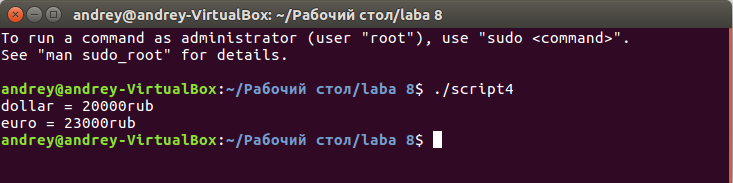 andrey@andrey-VirtualBox: ~/Рабочий стол/laba 8
To run a command as administrator (user "root"), use "sudo <command>".
See "man sudo_root" for details.
andrey@andrey-VirtualBox:~/Рабочий стол/laba 8$ ./script4
dollar = 20000rub
euro = 23000rub
andrey@andrey-VirtualBox:~/Рабочий стол/laba 8$